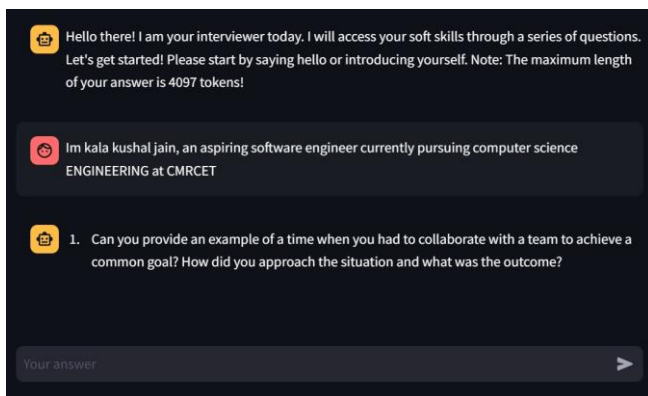 Hello there! I am your interviewer today. I will access your soft skills through a series of questions.
Let's get started! Please start by saying hello or introducing yourself. Note: The maximum length
of your answer is 4097 tokens!
Im kala kushal jain, an aspiring software engineer currently pursuing computer science
ENGINEERING at CMRCET
1. Can you provide an example of a time when you had to collaborate with a team to achieve a
common goal? How did you approach the situation and what was the outcome?
Your answer